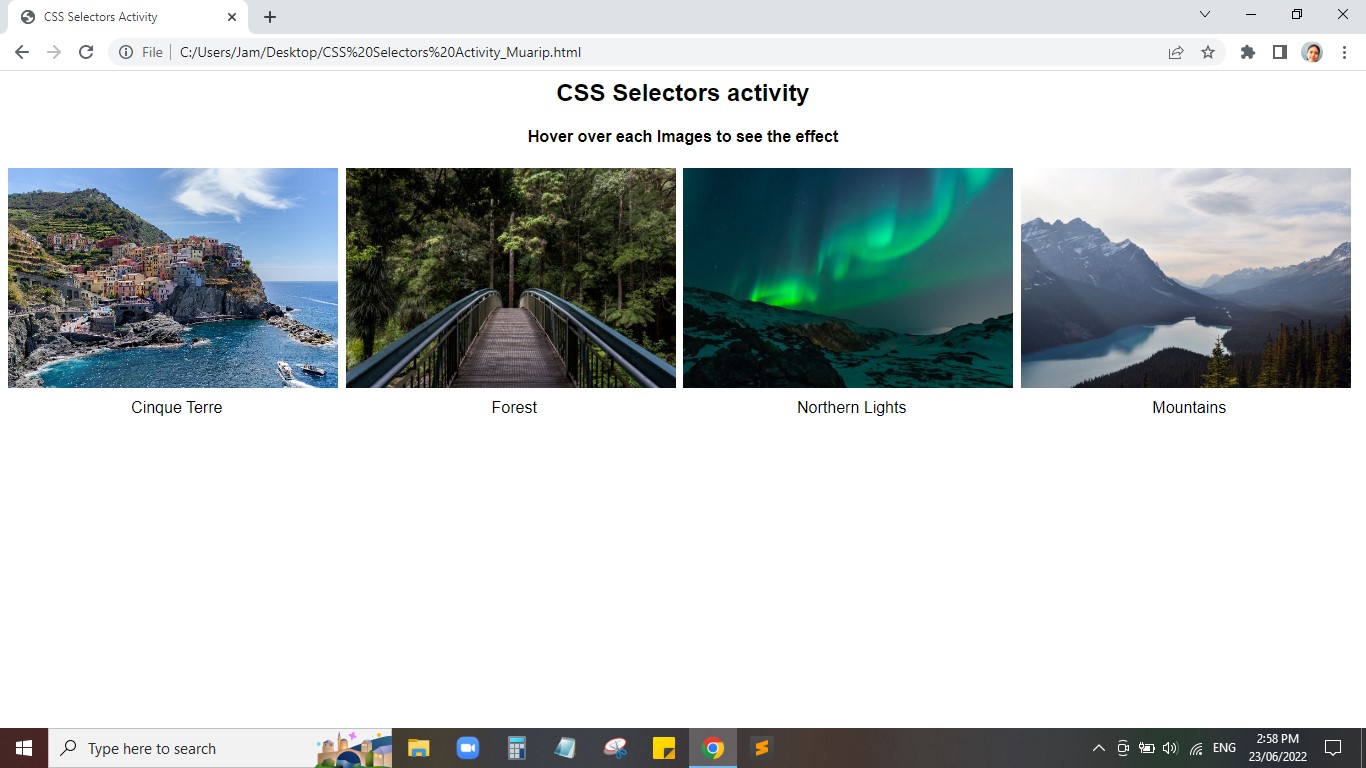 CSS Selectors Activity
File
C:/Users/Jam/Desktop/CSS%20Selectors%20Activity_Muarip.html
CSS Selectors activity
Hover over each Images to see the effect
Cinque Terre
Forest
Northern Lights
Mountains
Type here to search
ENG
2:58 PM
23/06/2022